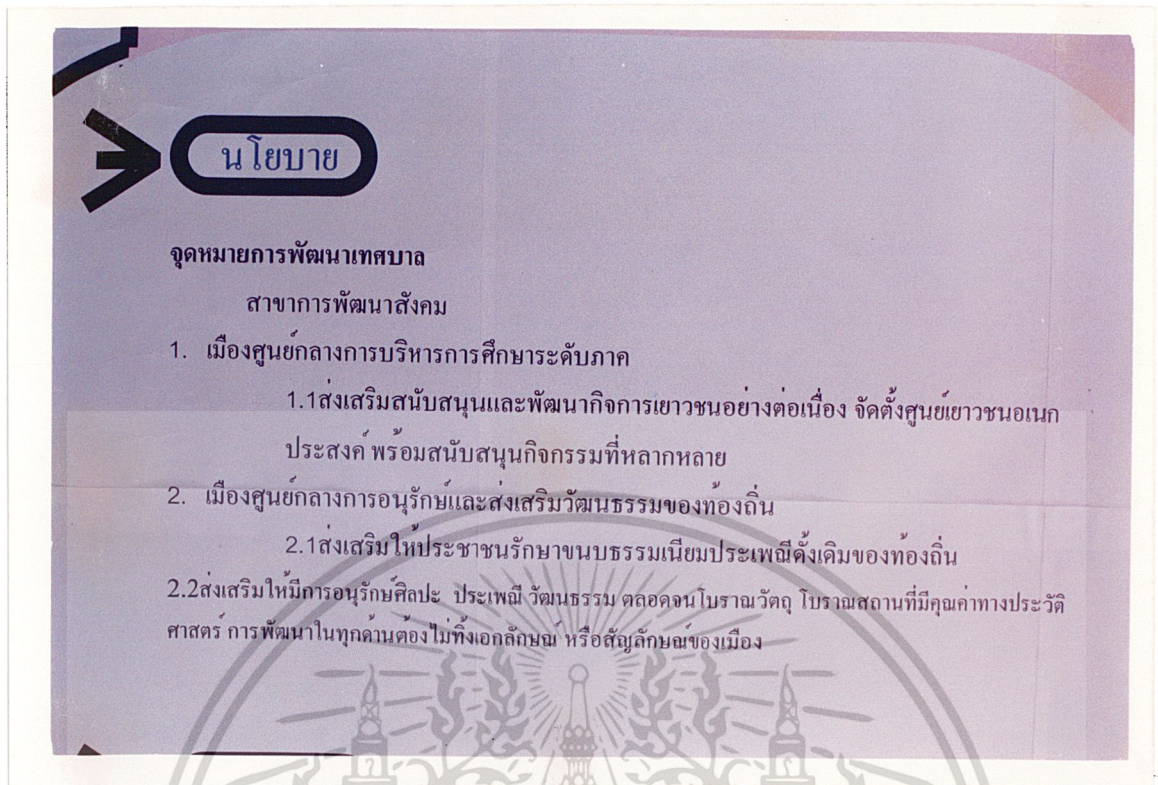 นโยบาย
จุดหมายการพัฒนาเทศบาล
สาขาการพัฒนาสังคม
1. เมืองศูนย์กลางการบริหารการศึกษาระดับภาค
1.1ส่งเสริมสนับสนุนและพัฒนากิจการเยาวชนอย่างต่อเนื่อง จัดตั้งศูนย์เยาวชนอเนก
ประสงค์ พร้อมสนับสนุนกิจกรรมที่หลากหลาย
2. เมืองศูนย์กลางการอนุรักษ์และส่งเสริมวัฒนธรรมของท้องถิ่น
2.1ส่งเสริมให้ประชาชนรักษาขนบธรรมเนียมประเพณีดั้งเดิมของท้องถิ่น
2.2ส่งเสริมให้มีการอนุรักษ์ศิลปะ ประเพณี วัฒนธรรม ตลอดจนโบราณวัตถุ โบราณสถานที่มีคุณค่าทางประวัติ
ศาสตร์ การพัฒนาในทุกด้านต้องไม่ทิ้งเอกลักษณ์ หรือสัญลักษณ์ของเมือง